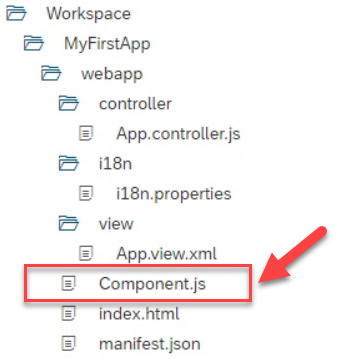 Workspace
MyFirstApp
webapp
controller
App.controller.js
i18n
i18n.properties
view
App.view.xml
Component.js
index.html
manifest.json